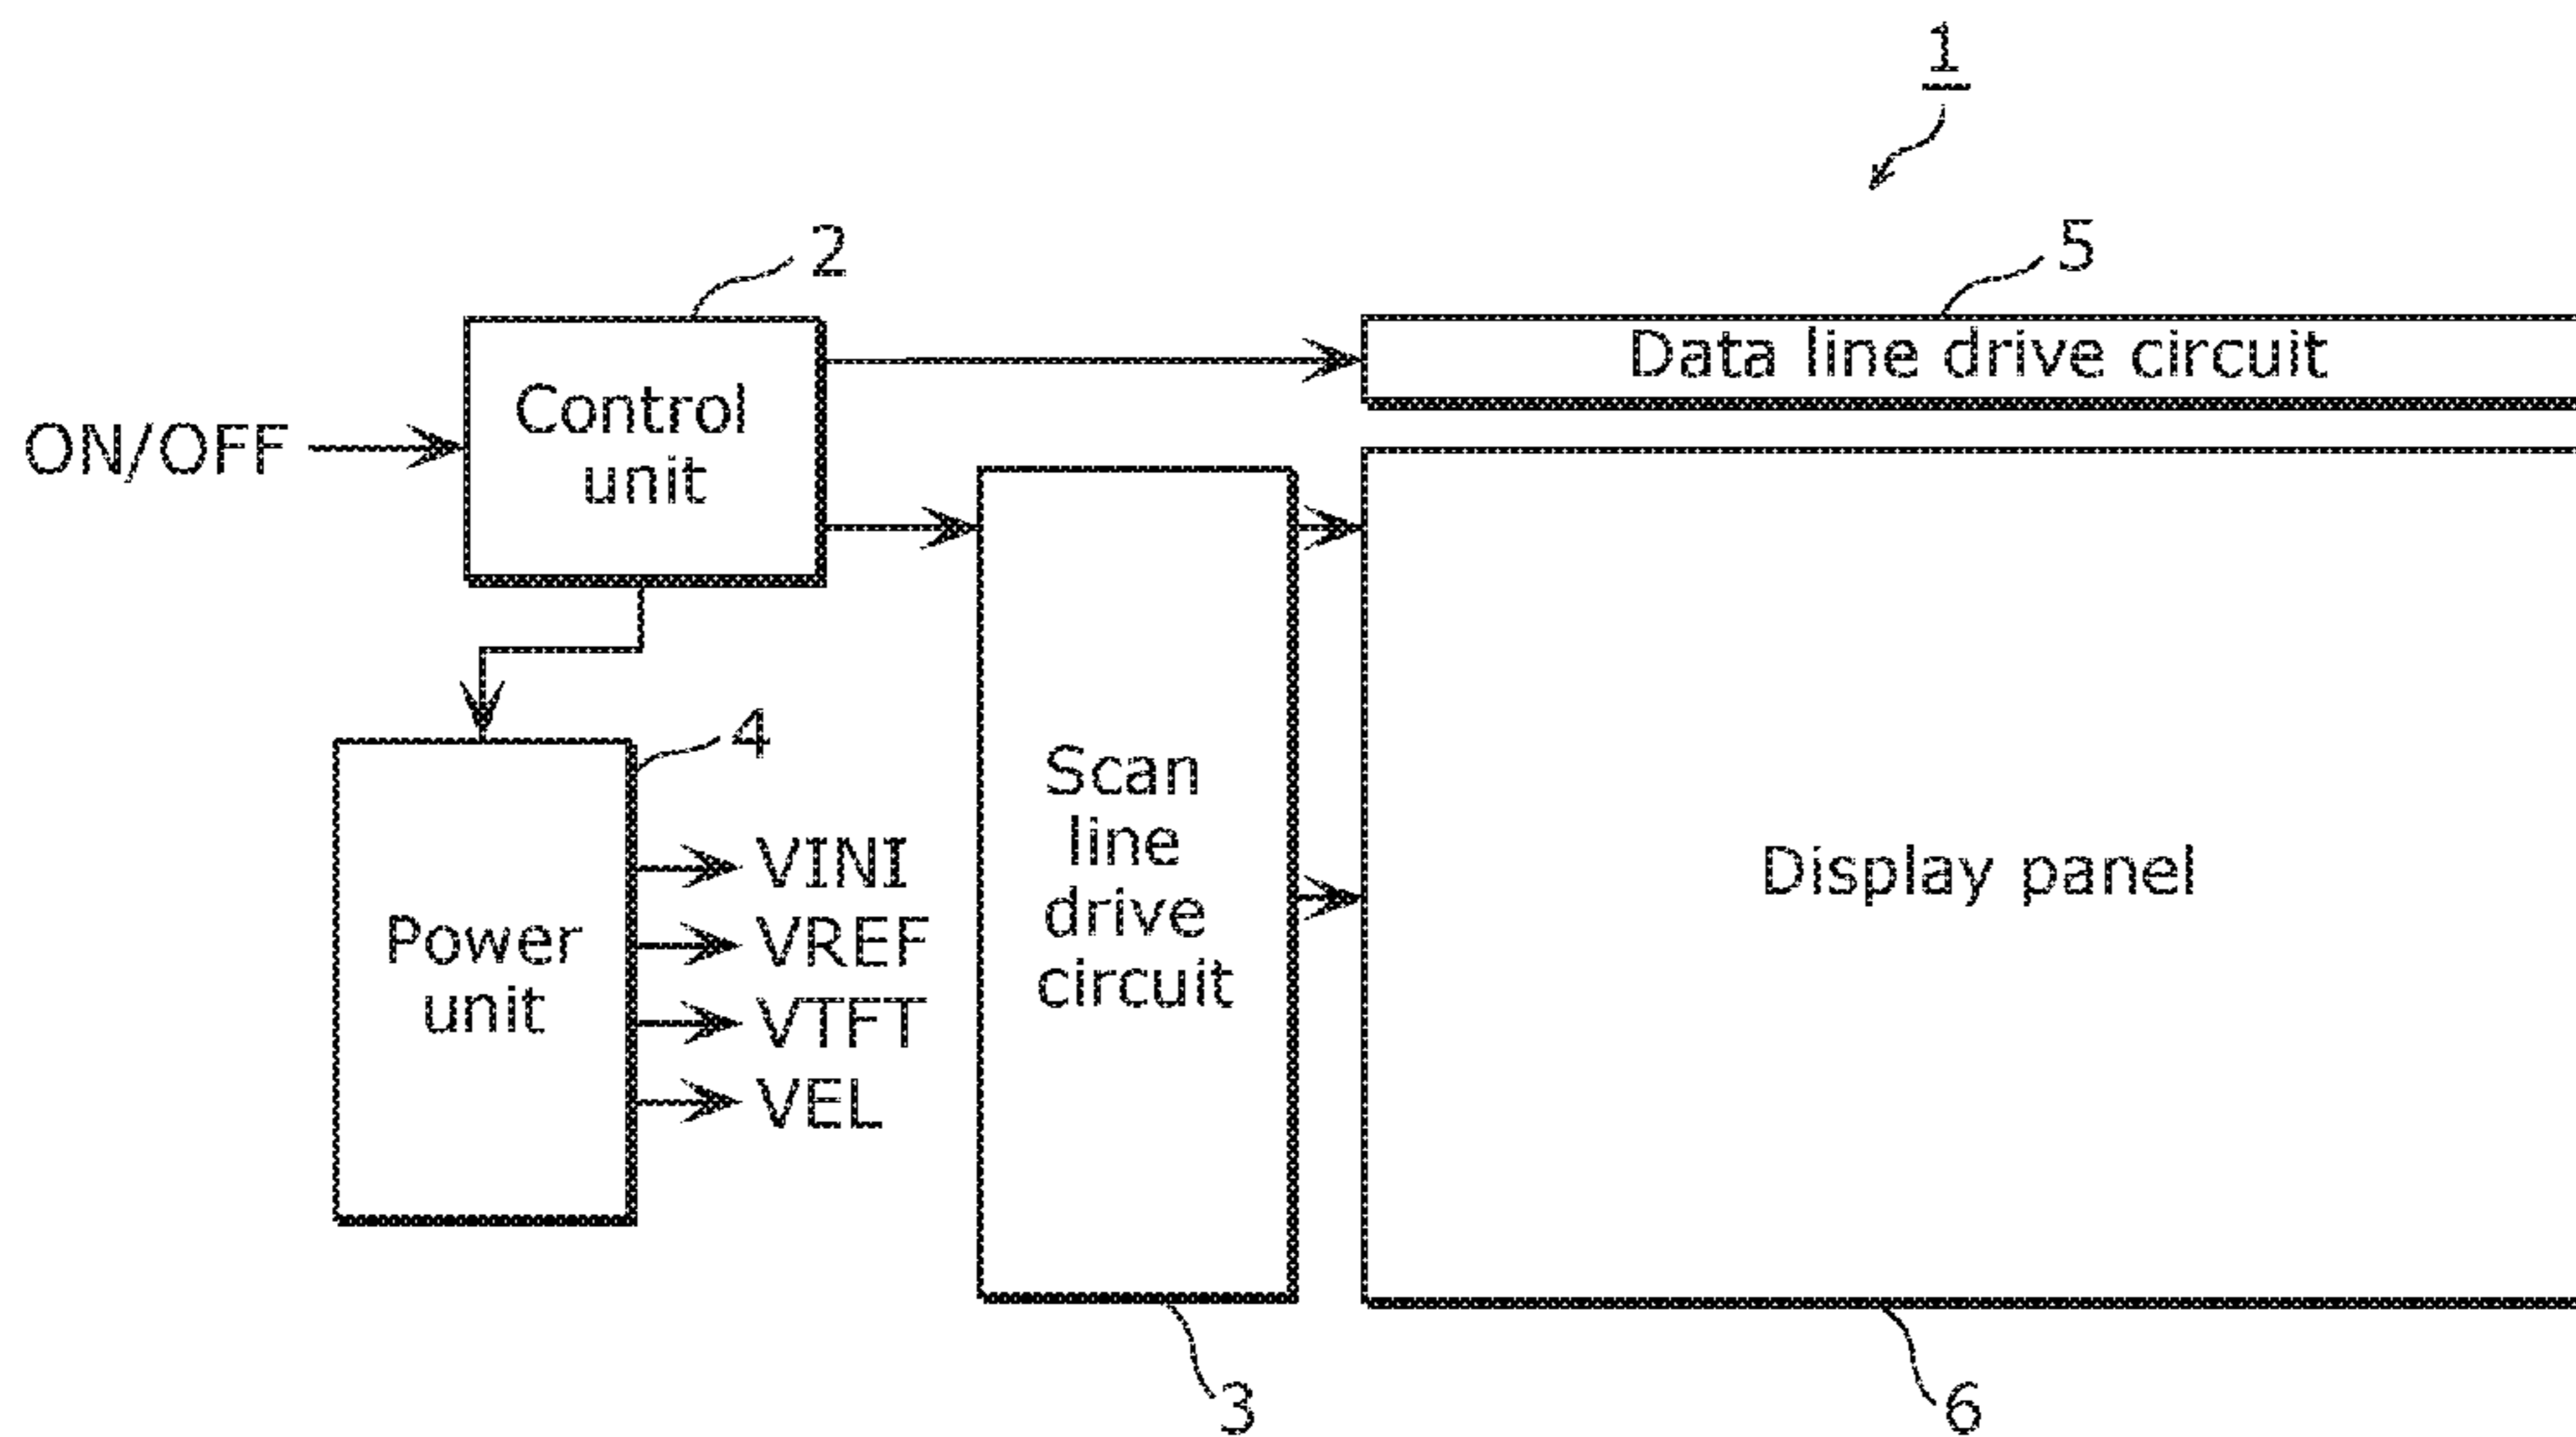 1
2
5
Data line drive circuit
Control
unit
ON/OFF
4
Scan
line
drive
circuit
Display panel
VINI
VREF
VTFT
VEL
Power
unit
3
6